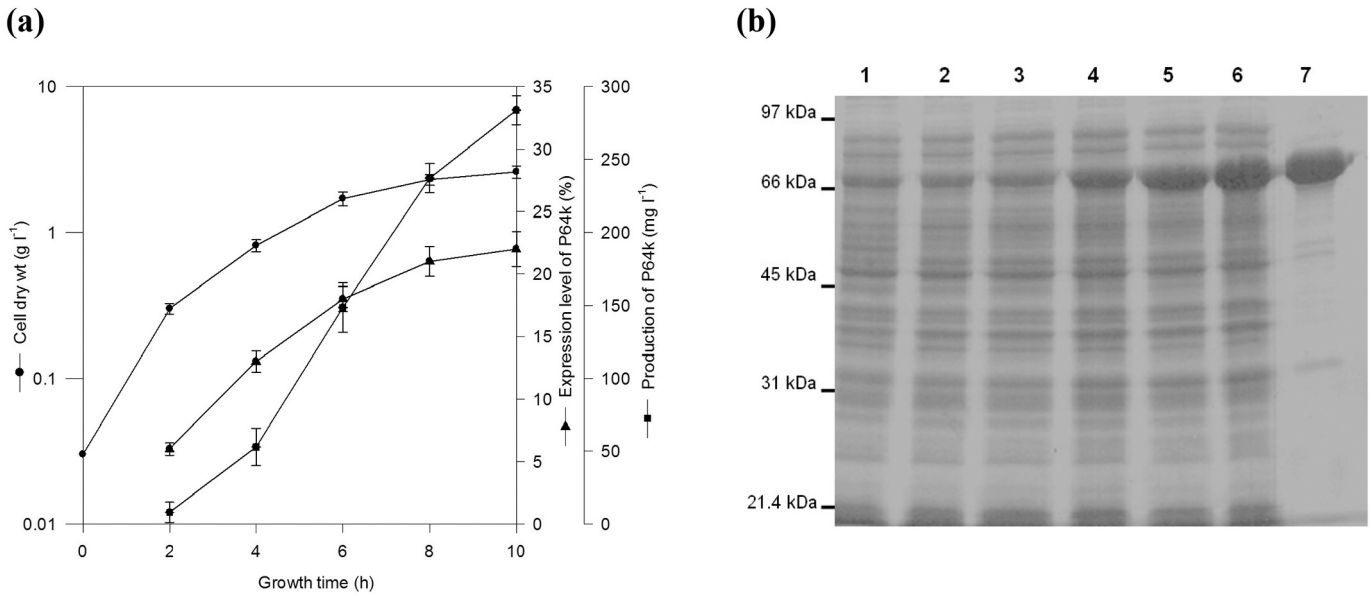 (a)
10
1
0.1
0.01
Cell dry wt (g l-1)
0
2
4
6
8
10
Growth time (h)
35
30
25
20
15
10
5
0
Expression level of P64k (%)
300
250
200
150
100
50
0
Production of P64k (mg l-1)
(b)
1 2 3 4 5 6 7
97 kDa
66 kDa
45 kDa
31 kDa
21.4 kDa